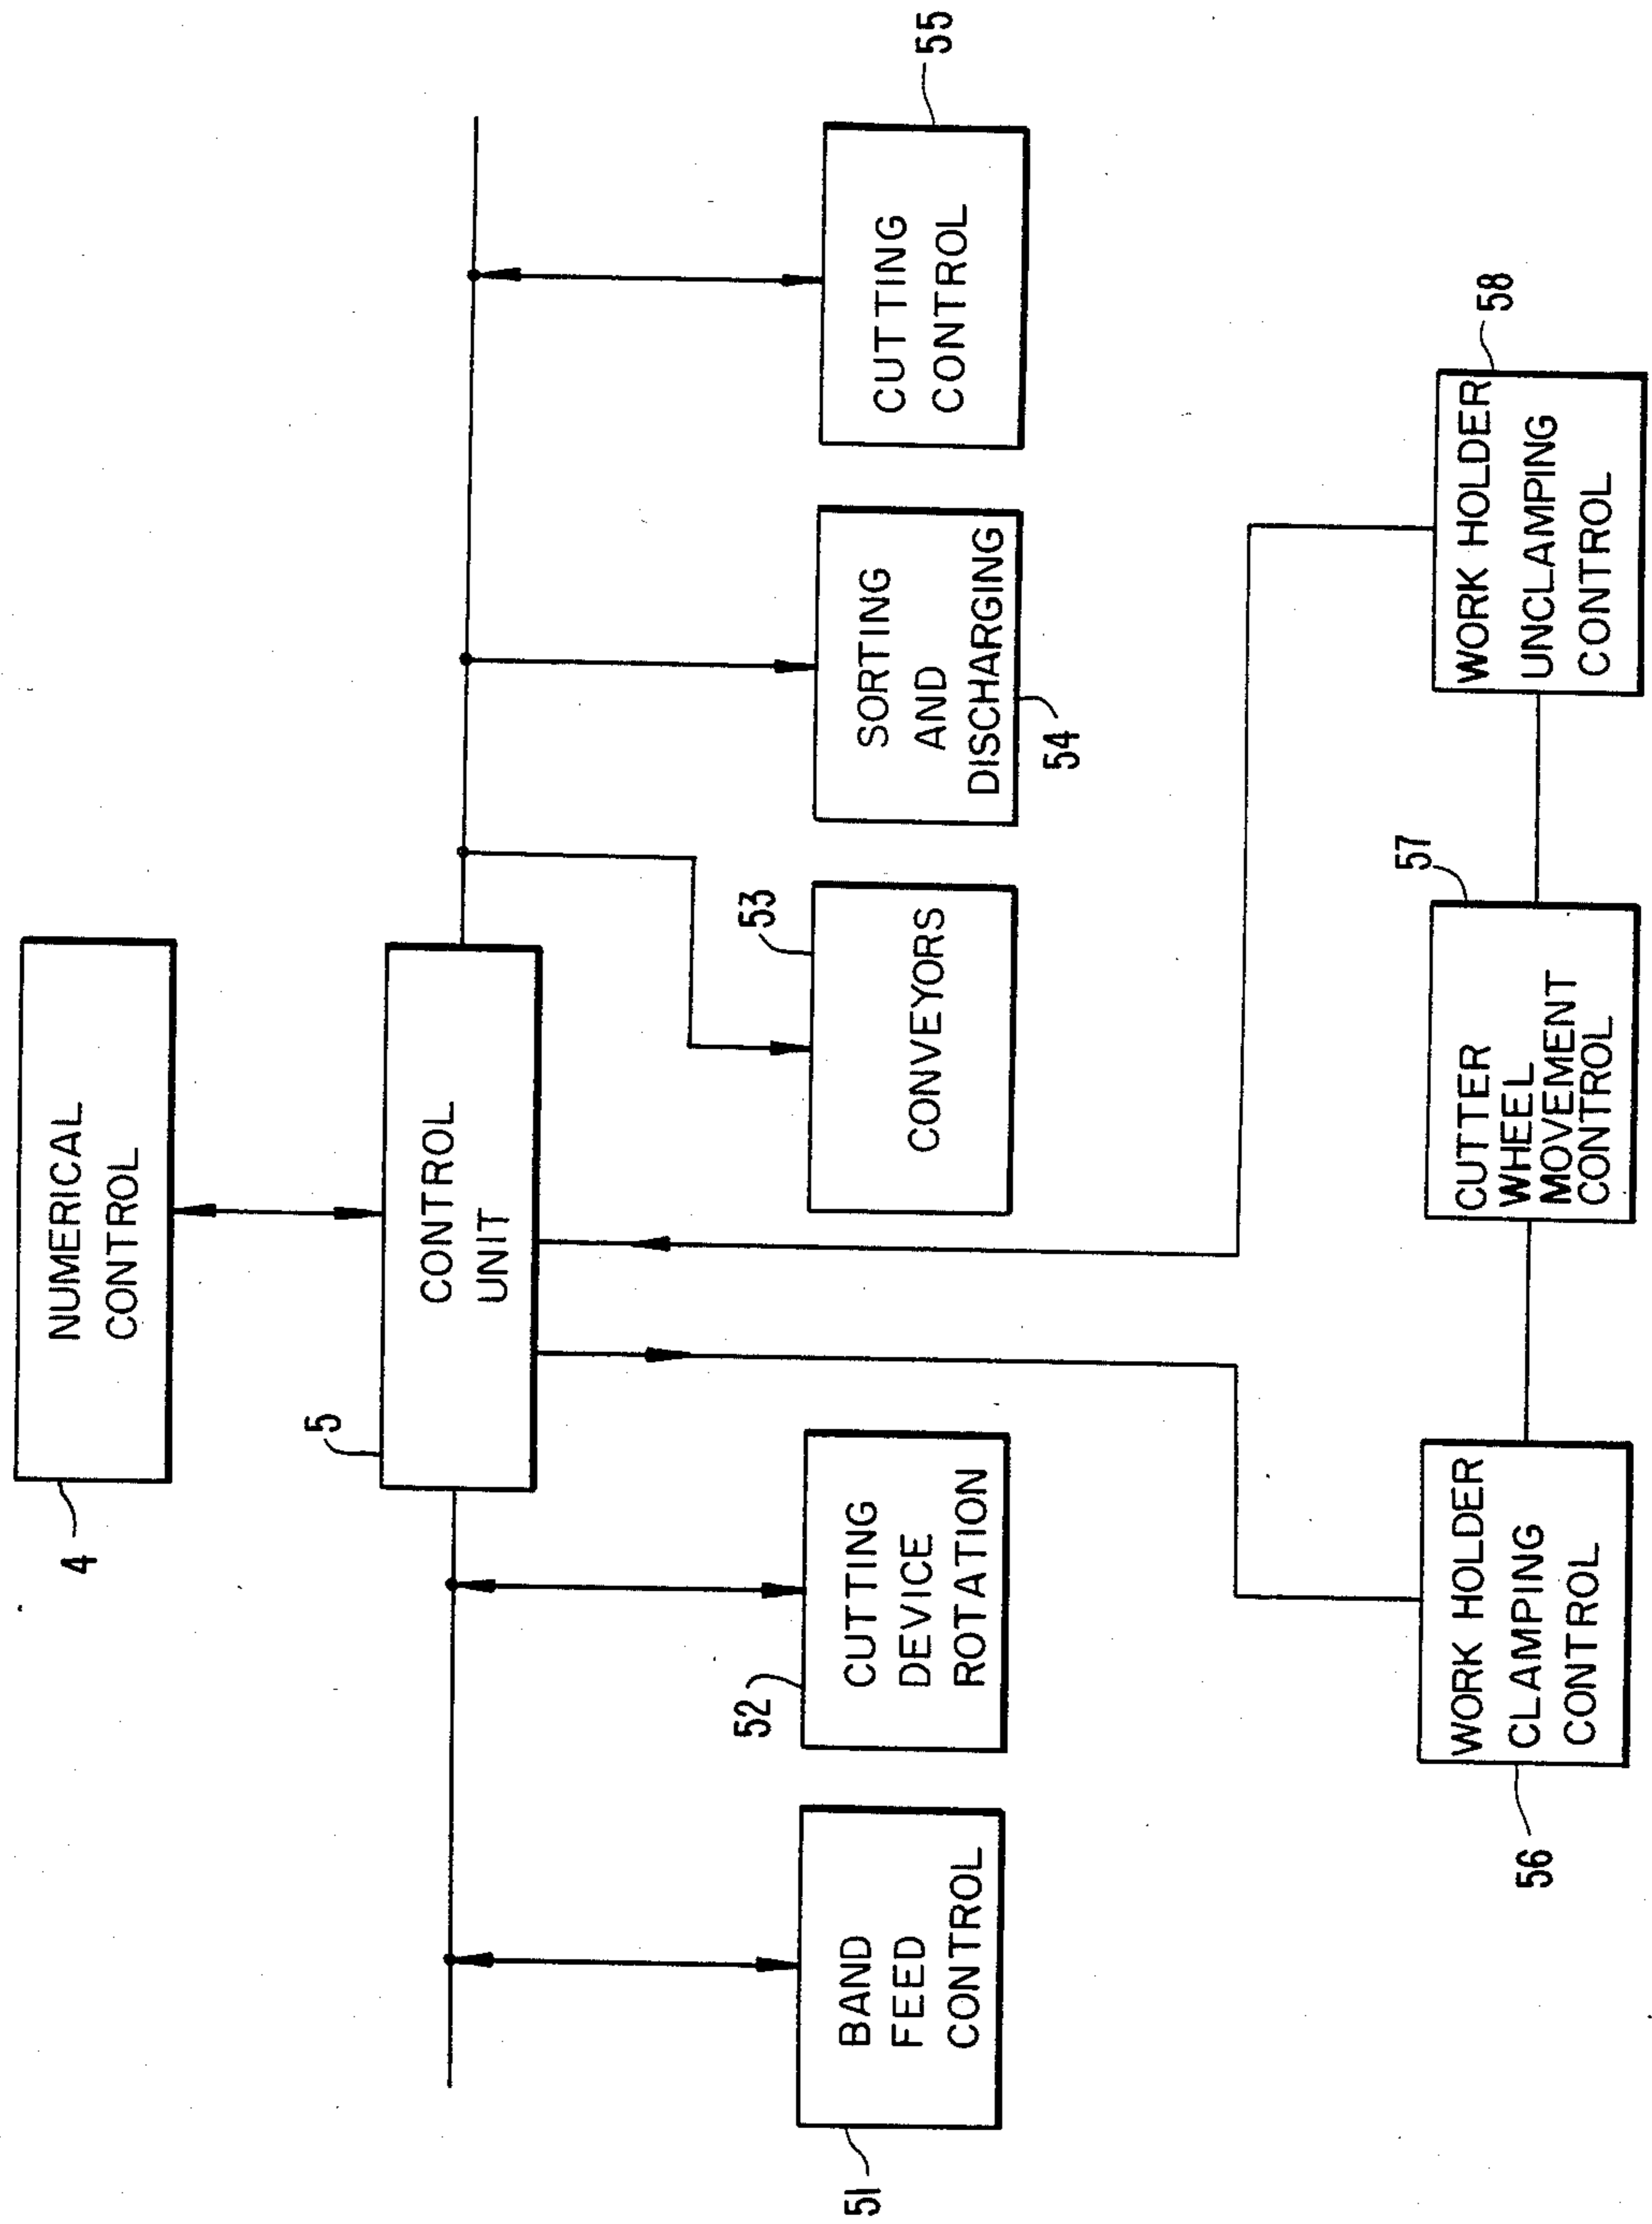 4
NUMERICAL
CONTROL
5
CONTROL
UNIT
51
BAND
FEED
CONTROL
52
CUTTING
DEVICE
ROTATION
53
CONVEYORS
SORTING
AND
DISCHARGING
54
CUTTING
CONTROL
55
56
WORK HOLDER
CLAMPING
CONTROL
57
CUTTER
WHEEL
MOVEMENT
CONTROL
58
WORK HOLDER
UNCLAMPING
CONTROL